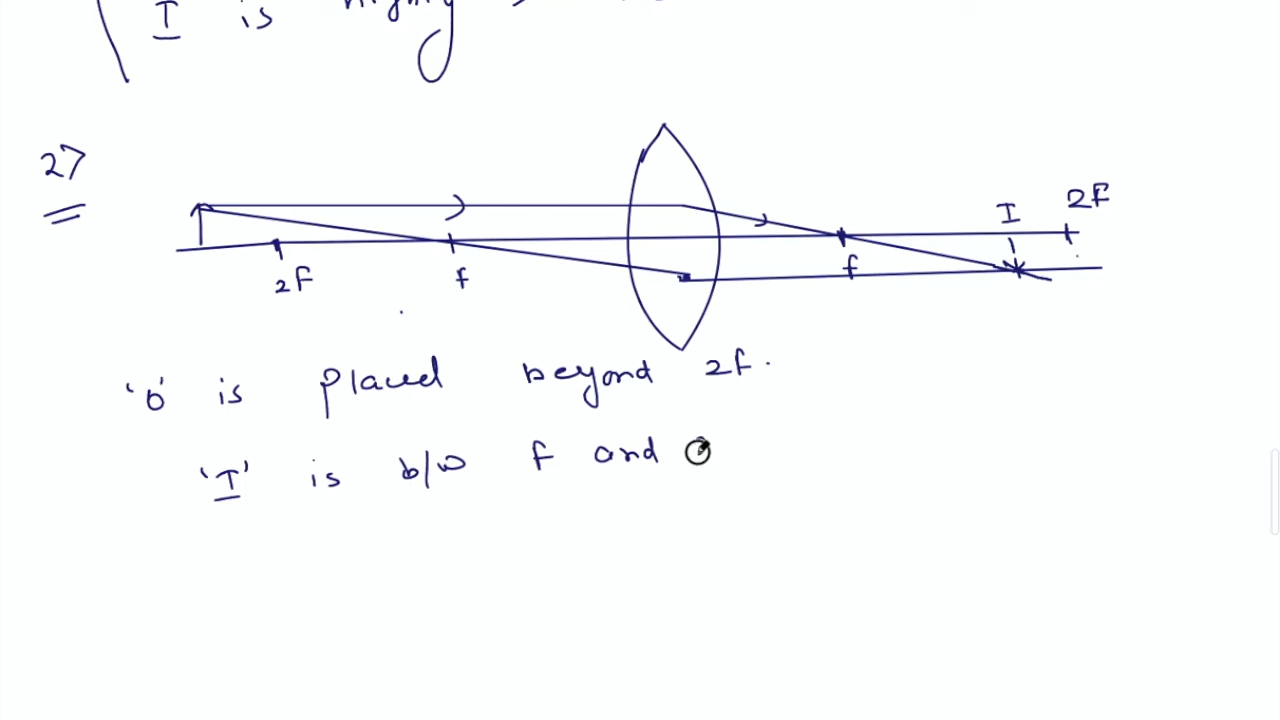 I is
27
I 2F
2F f f
'O' is placed beyond 2f.
'I' is b/w f and